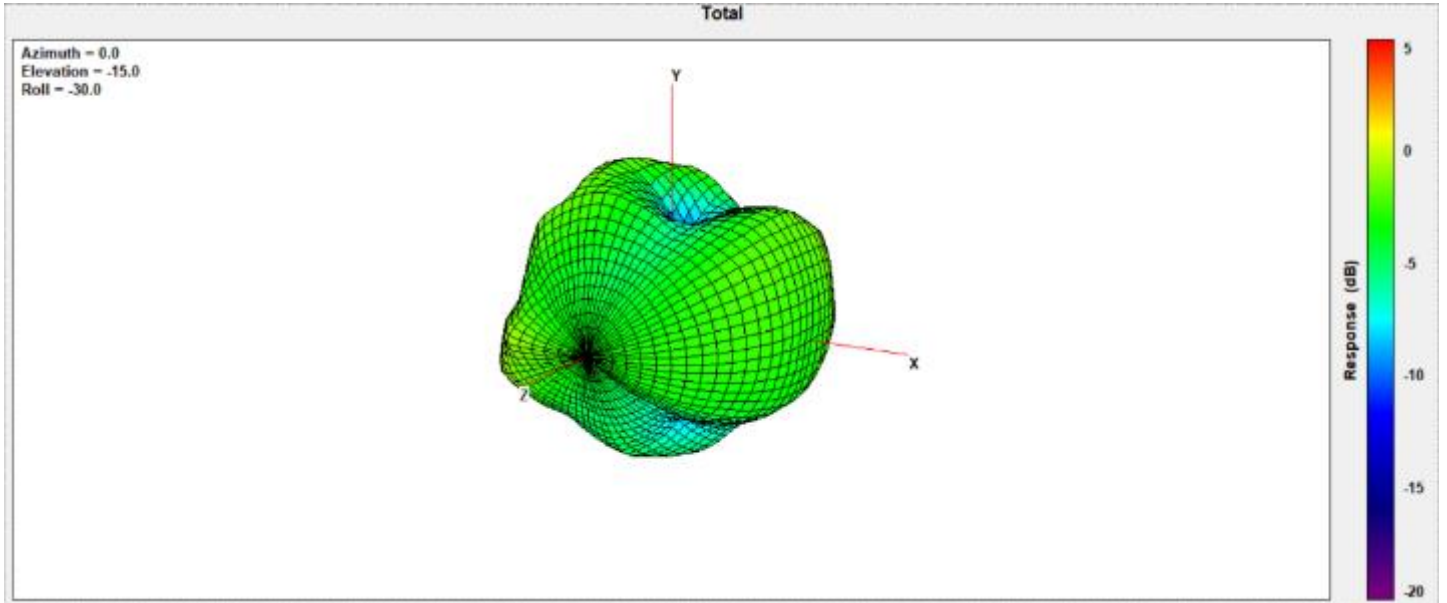 Total
Azimuth = 0.0
Elevation = -15.0
Roll = -30.0
Y
X
Z
5
0
-5
-10
-15
-20
Response (dB)